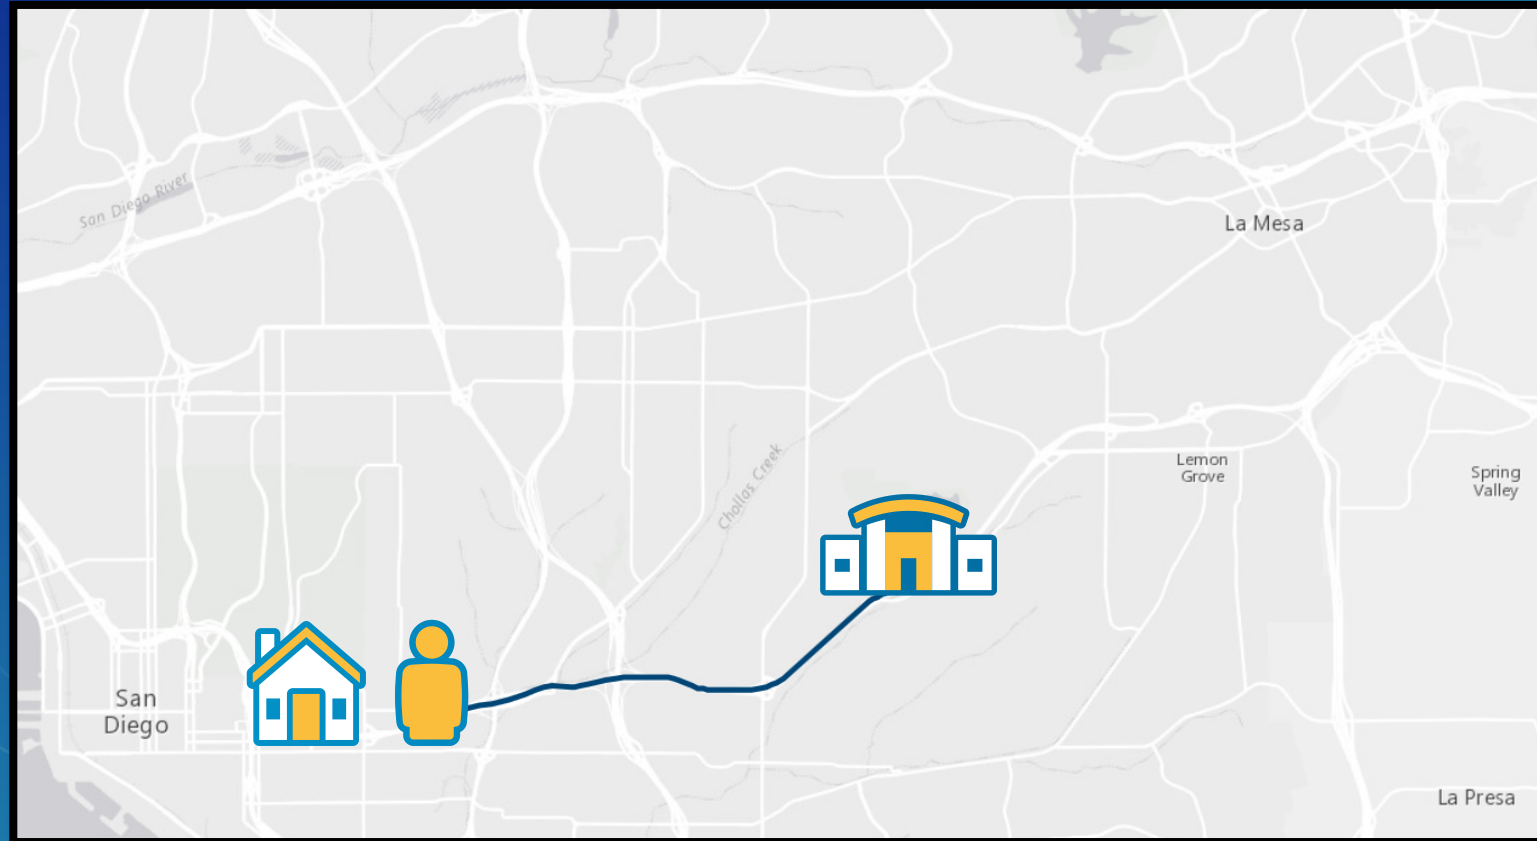 San Diego River
La Mesa
Chollas Creek
Lemon
Grove
Spring
Valley
San
Diego
La Presa